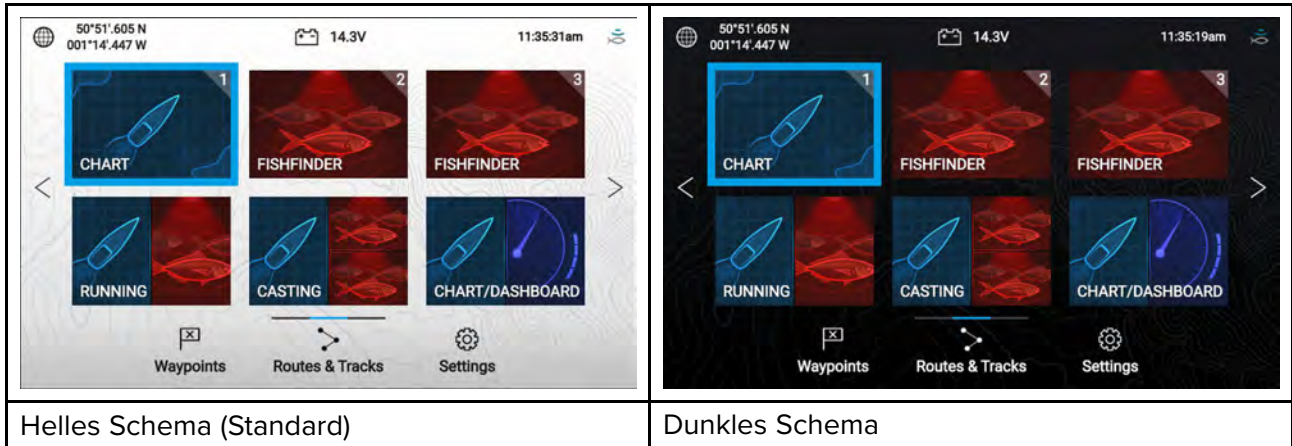 50°51'.605 N
001°14'.447 W
14.3V
11:35:31am
1
2
3
CHART
FISHFINDER
FISHFINDER
RUNNING
CASTING
CHART/DASHBOARD
Waypoints
Routes & Tracks
Settings
Helles Schema (Standard)
50°51'.605 N
001°14'.447 W
14.3V
11:35:19am
1
2
3
CHART
FISHFINDER
FISHFINDER
RUNNING
CASTING
CHART/DASHBOARD
Waypoints
Routes & Tracks
Settings
Dunkles Schema